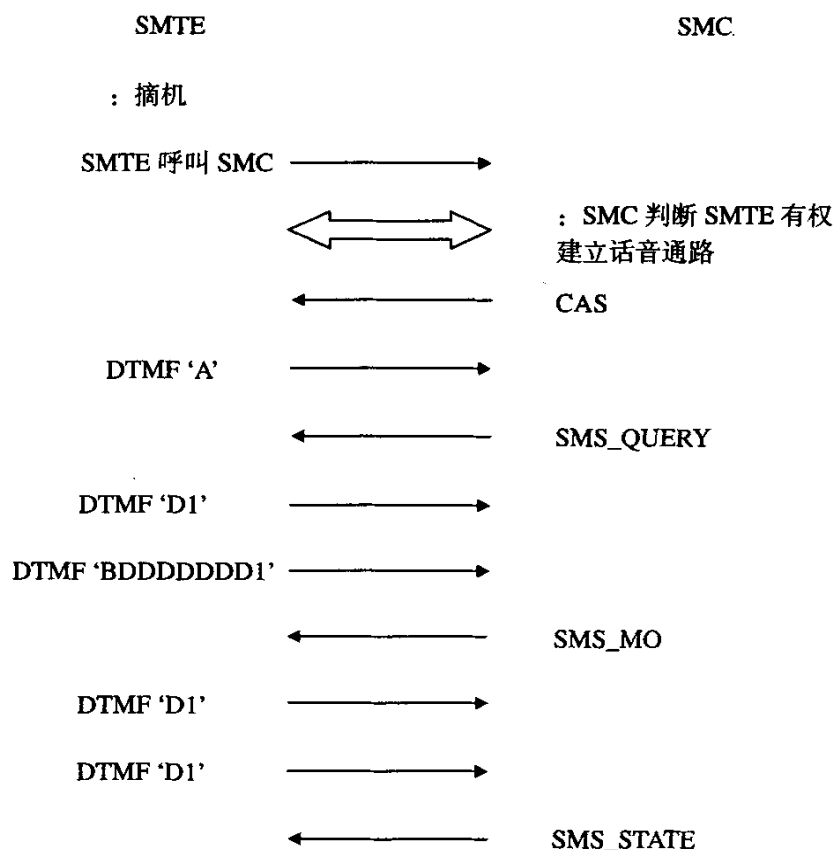 SMTE SMC
：摘机
SMTE 呼叫 SMC
：SMC 判断 SMTE 有权
建立话音通路
CAS
DTMF ‘A’
SMS_QUERY
DTMF ‘D1’
DTMF ‘BDDDDDDD1’
SMS_MO
DTMF ‘D1’
DTMF ‘D1’
SMS_STATE